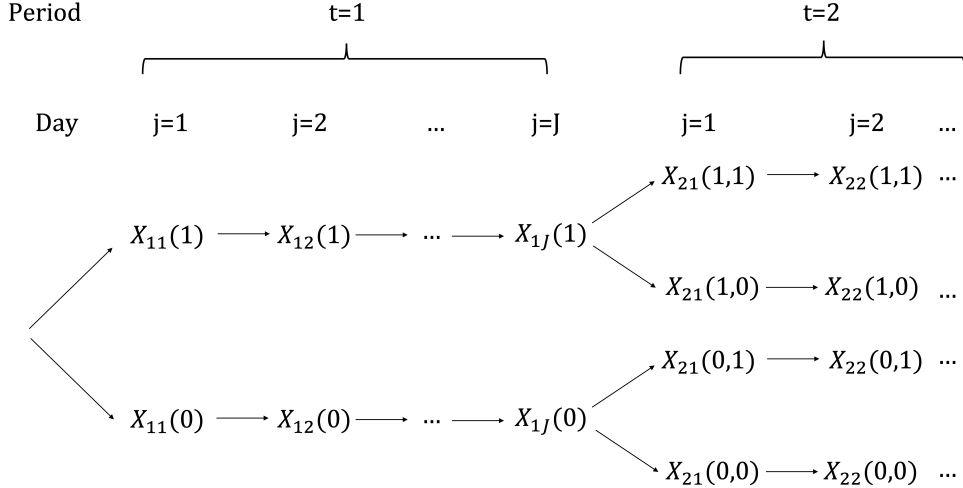 Period t=1 t=2
Day j=1 j=2 ... j=J j=1 j=2 ...
X₂₁(1,1) X₂₂(1,1) ...
X₁₁(1) X₁₂(1) ... X₁J(1)
X₂₁(1,0) X₂₂(1,0) ...
X₂₁(0,1) X₂₂(0,1) ...
X₁₁(0) X₁₂(0) ... X₁J(0)
X₂₁(0,0) X₂₂(0,0) ...